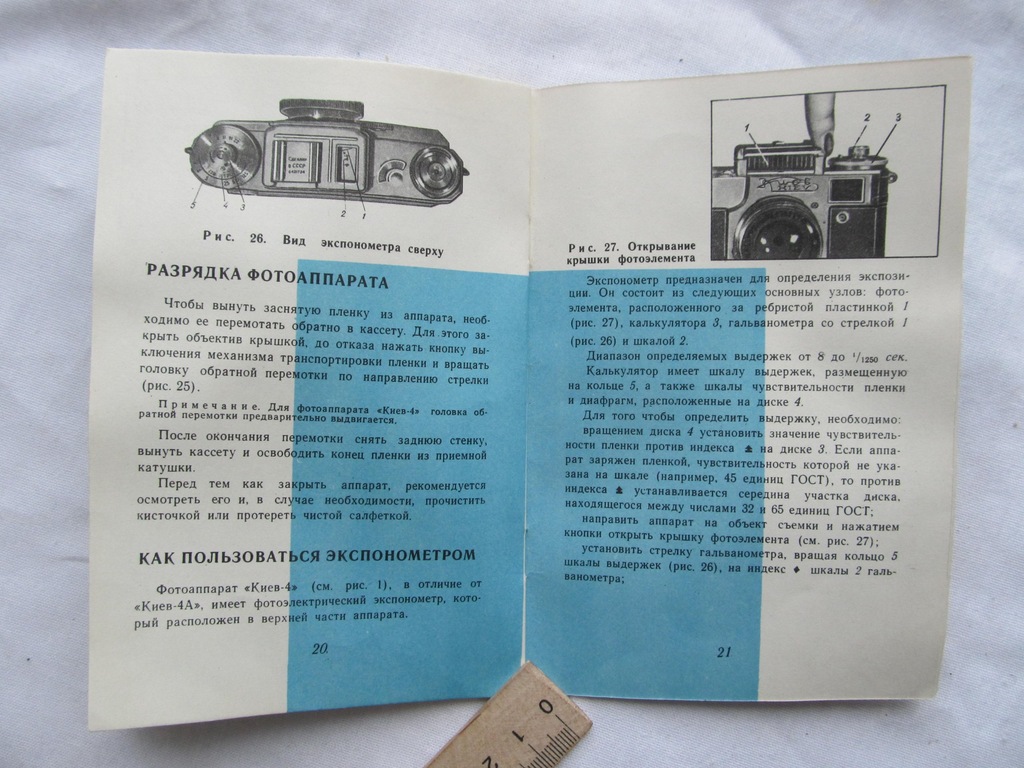 Сделано
в СССР
5 4 3
2 1
Рис. 26. Вид экспонометра сверху
РАЗРЯДКА ФОТОАППАРАТА
Чтобы вынуть заснятую пленку из аппарата, необ-
ходимо ее перемотать обратно в кассету. Для этого за-
крыть объектив крышкой, до отказа нажать кнопку вы-
ключения механизма транспортировки пленки и вращать
головку обратной перемотки по направлению стрелки
(рис. 25).
Примечание. Для фотоаппарата «Киев-4» головка об-
ратной перемотки предварительно выдвигается.
После окончания перемотки снять заднюю стенку,
вынуть кассету и освободить конец пленки из приемной
катушки.
Перед тем как закрыть аппарат, рекомендуется
осмотреть его и, в случае необходимости, прочистить
кисточкой или протереть чистой салфеткой.
КАК ПОЛЬЗОВАТЬСЯ ЭКСПОНОМЕТРОМ
Фотоаппарат «Киев-4» (см. рис. 1), в отличие от
«Киев-4А», имеет фотоэлектрический экспонометр, кото-
рый расположен в верхней части аппарата.
20
1 2 3
Рис. 27. Открывание
крышки фотоэлемента
Экспонометр предназначен для определения экспози-
ции. Он состоит из следующих основных узлов: фото-
элемента, расположенного за ребристой пластинкой 1
(рис. 27), калькулятора 3, гальванометра со стрелкой 1
(рис. 26) и шкалой 2.
Диапазон определяемых выдержек от 8 до 1/1250 сек.
Калькулятор имеет шкалу выдержек, размещенную
на кольце 5, а также шкалы чувствительности пленки
и диафрагм, расположенные на диске 4.
Для того чтобы определить выдержку, необходимо:
вращением диска 4 установить значение чувствитель-
ности пленки против индекса на диске 3. Если аппа-
рат заряжен пленкой, чувствительность которой не ука-
зана на шкале (например, 45 единиц ГОСТ), то против
индекса устанавливается середина участка диска,
находящегося между числами 32 и 65 единиц ГОСТ;
направить аппарат на объект съемки и нажатием
кнопки открыть крышку фотоэлемента (см. рис. 27);
установить стрелку гальванометра, вращая кольцо 5
шкалы выдержек (рис. 26), на индекс ♦ шкалы 2 галь-
ванометра;
21
0
1
2